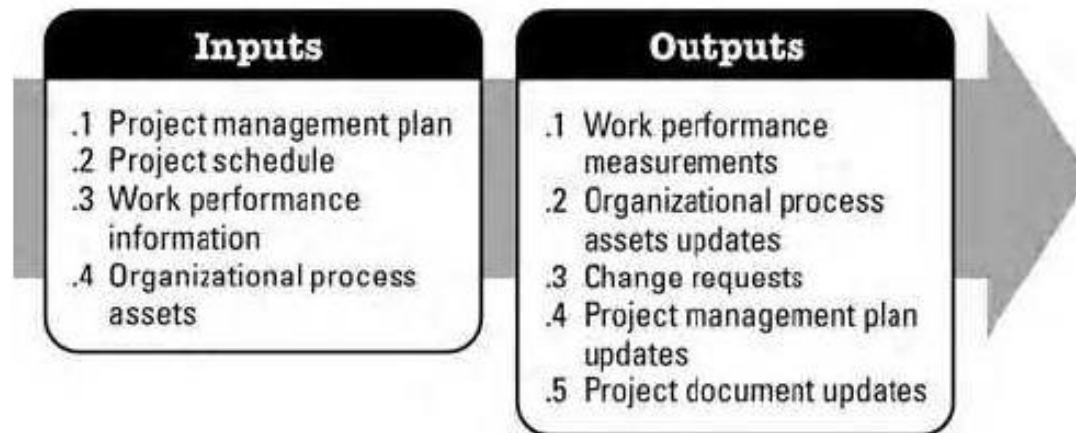 Inputs
.1 Project management plan
.2 Project schedule
.3 Work performance
information
.4 Organizational process
assets
Outputs
.1 Work performance
measurements
.2 Organizational process
assets updates
.3 Change requests
.4 Project management plan
updates
.5 Project document updates